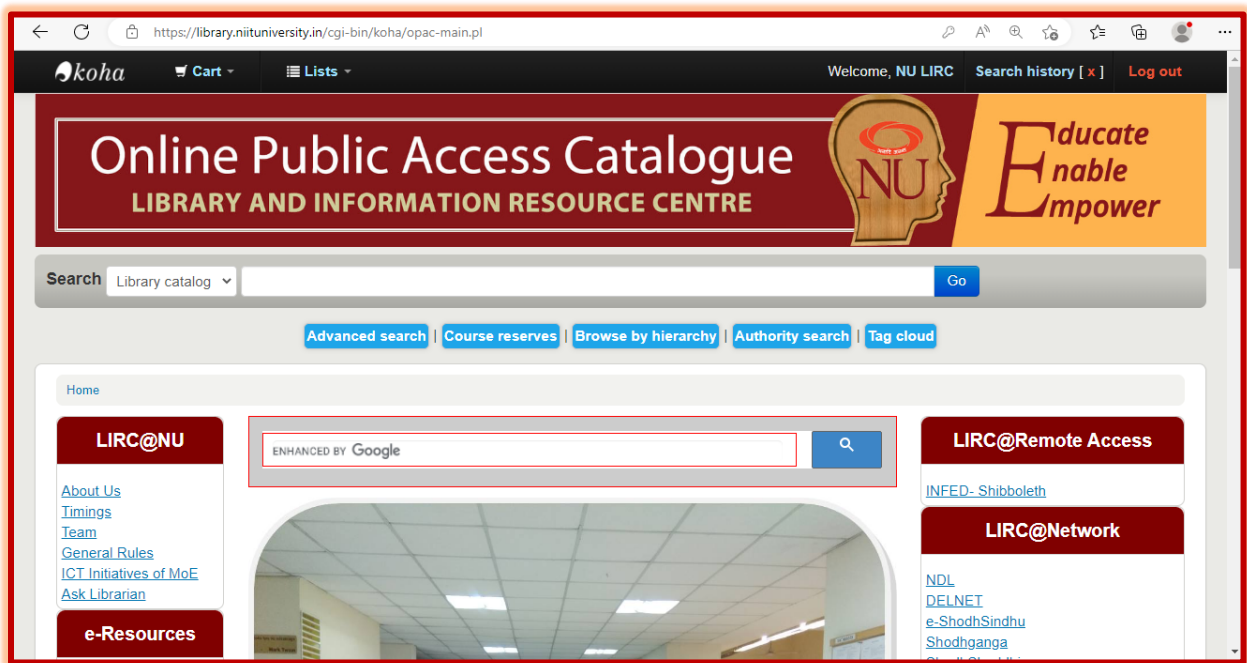 https://library.niituniversity.in/cgi-bin/koha/opac-main.pl
koha Cart Lists Welcome, NU LIRC Search history [ x ] Log out
Online Public Access Catalogue
LIBRARY AND INFORMATION RESOURCE CENTRE
NU
Educate
Enable
Empower
Search Library catalog Go
Advanced search | Course reserves | Browse by hierarchy | Authority search | Tag cloud
Home
LIRC@NU
About Us
Timings
Team
General Rules
ICT Initiatives of MoE
Ask Librarian
e-Resources
ENHANCED BY Google
LIRC@Remote Access
INFED- Shibboleth
LIRC@Network
NDL
DELNET
e-ShodhSindhu
Shodhganga